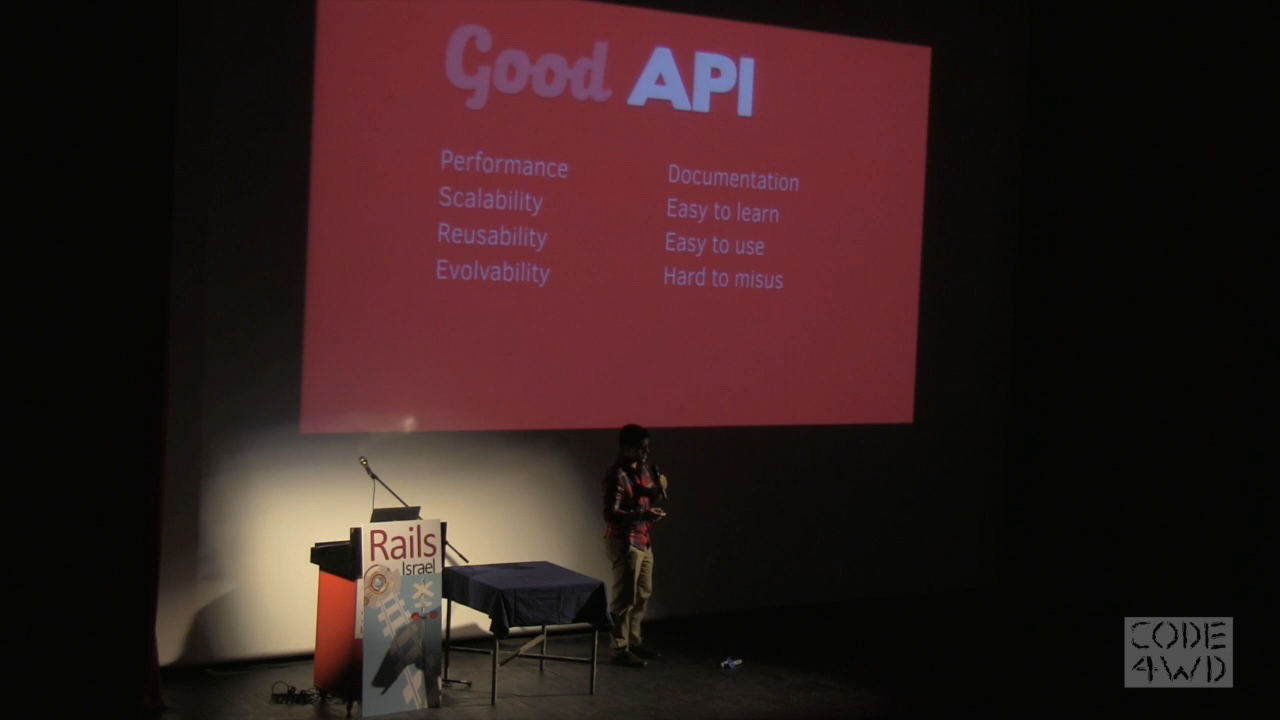 Good API
Performance
Scalability
Reusability
Evolvability
Documentation
Easy to learn
Easy to use
Hard to misus
Rails
Israel
CODE
4WD